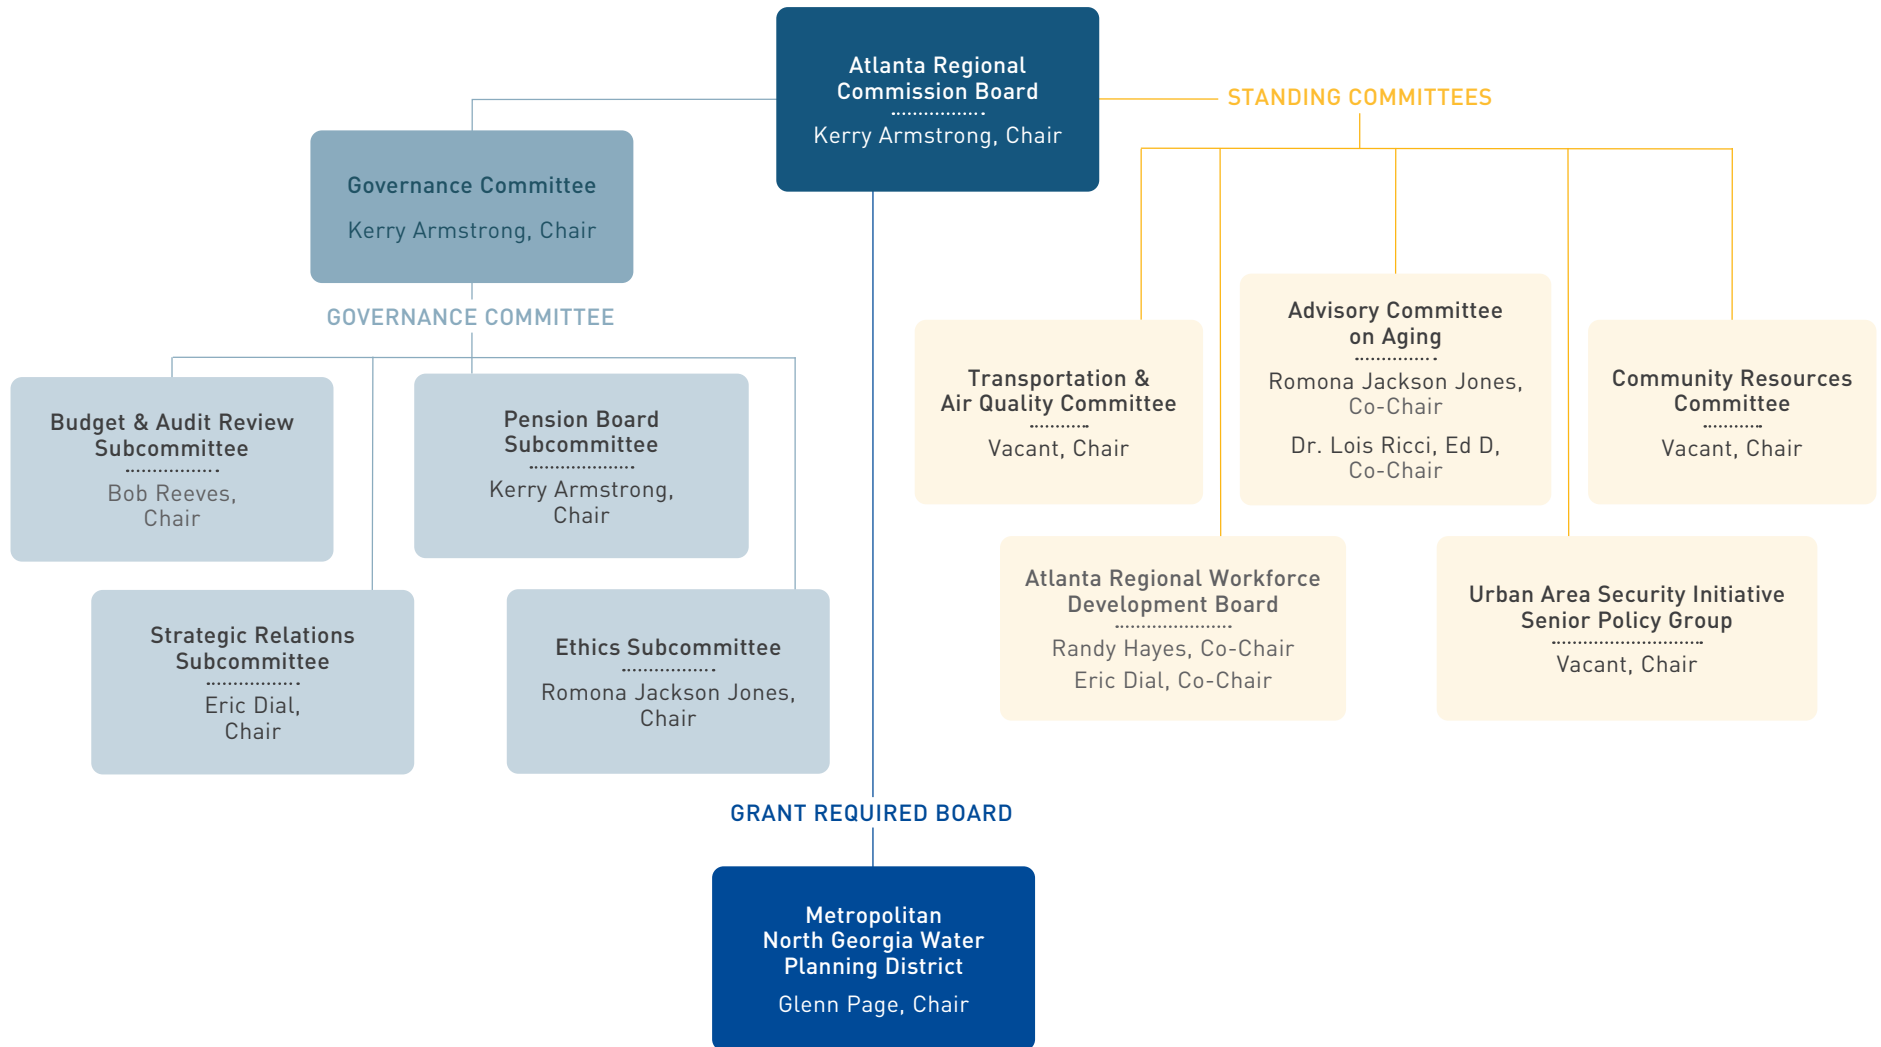 Atlanta Regional
Commission Board
Kerry Armstrong, Chair
STANDING COMMITTEES
Governance Committee
Kerry Armstrong, Chair
GOVERNANCE COMMITTEE
Budget & Audit Review
Subcommittee
Bob Reeves,
Chair
Pension Board
Subcommittee
Kerry Armstrong,
Chair
Strategic Relations
Subcommittee
Eric Dial,
Chair
Ethics Subcommittee
Romona Jackson Jones,
Chair
Transportation &
Air Quality Committee
Vacant, Chair
Advisory Committee
on Aging
Romona Jackson Jones,
Co-Chair
Dr. Lois Ricci, Ed D,
Co-Chair
Community Resources
Committee
Vacant, Chair
Atlanta Regional Workforce
Development Board
Randy Hayes, Co-Chair
Eric Dial, Co-Chair
Urban Area Security Initiative
Senior Policy Group
Vacant, Chair
GRANT REQUIRED BOARD
Metropolitan
North Georgia Water
Planning District
Glenn Page, Chair